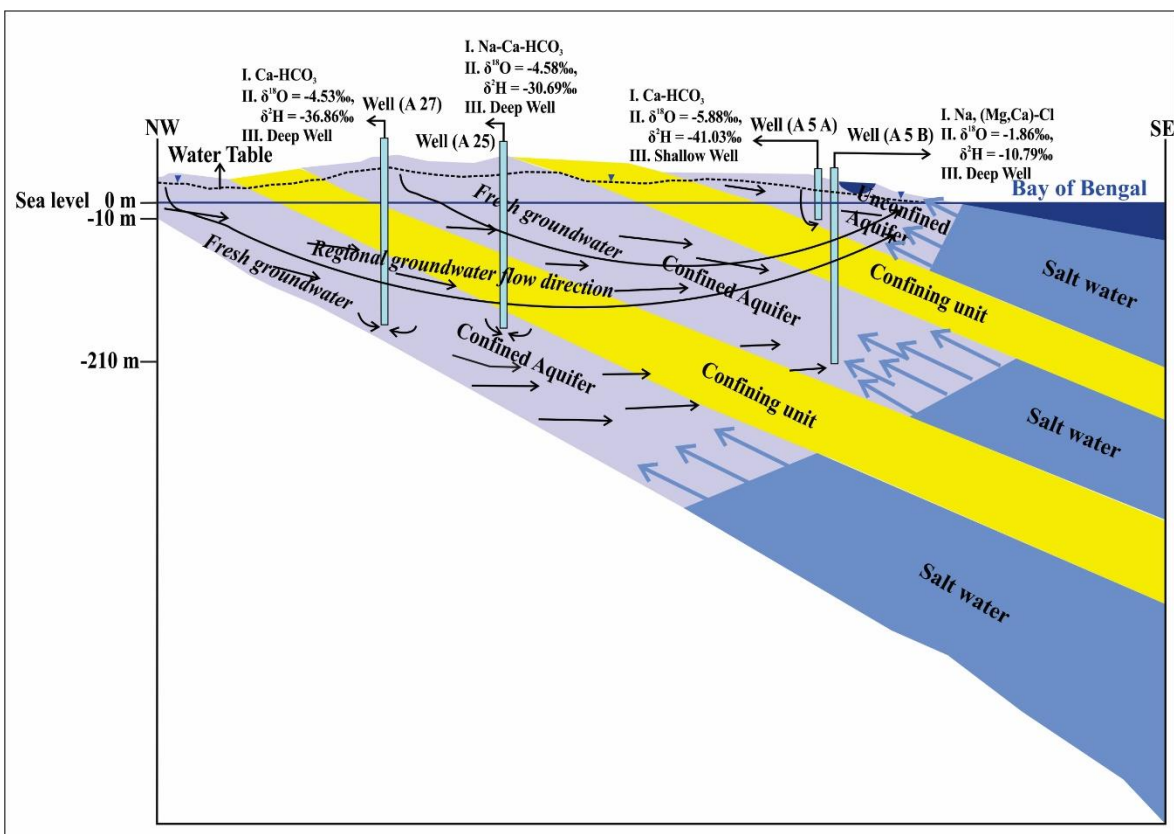 I. Ca-HCO₃
II. δ¹⁸O = -4.53‰,
δ²H = -36.86‰
III. Deep Well
Well (A 27)
I. Na-Ca-HCO₃
II. δ¹⁸O = -4.58‰,
δ²H = -30.69‰
III. Deep Well
Well (A 25)
I. Ca-HCO₃
II. δ¹⁸O = -5.88‰,
δ²H = -41.03‰
III. Shallow Well
Well (A 5 A)
Well (A 5 B)
I. Na, (Mg,Ca)-Cl
II. δ¹⁸O = -1.86‰,
δ²H = -10.79‰
III. Deep Well
NW
SE
Water Table
Sea level 0 m
-10 m
-210 m
Bay of Bengal
Fresh groundwater
Unconfined
Aquifer
Fresh groundwater
Regional groundwater flow direction
Confined Aquifer
Confining unit
Salt water
Confined Aquifer
Confining unit
Salt water
Salt water